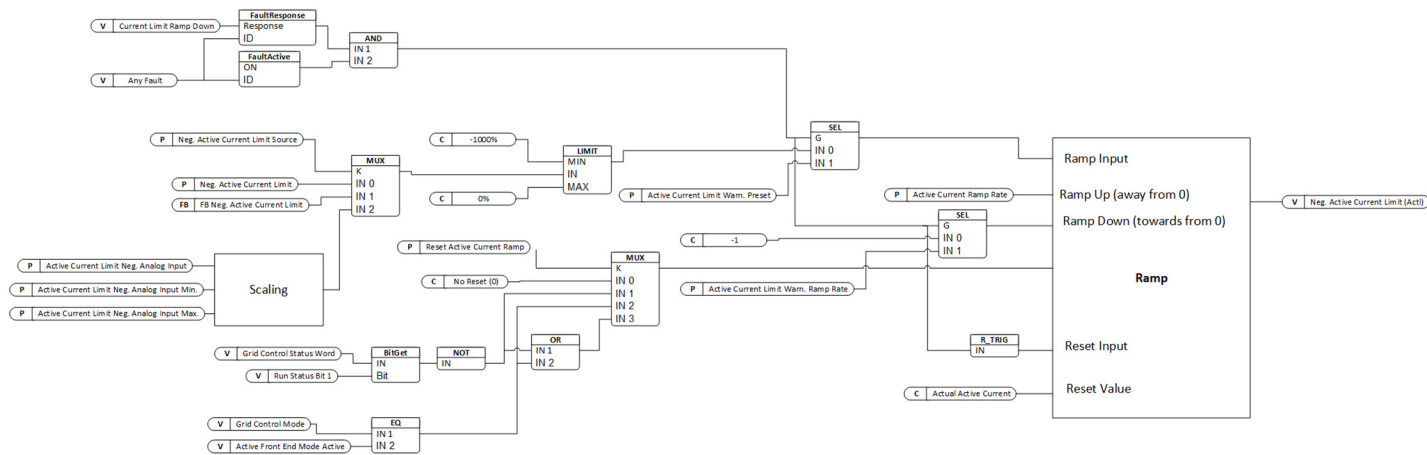 FaultResponse
V Current Limit Ramp Down
Response
ID
AND
IN 1
IN 2
FaultActive
ON
V Any Fault
ID
SEL
G
P Neg. Active Current Limit Source
C -1000%
LIMIT
IN 0
MUX
MIN
Ramp Input
IN 1
K
IN
P Neg. Active Current Limit
IN 0
MAX
P Active Current Limit Warn. Preset
P Active Current Ramp Rate
Ramp Up (away from 0)
IN 1
C 0%
FB FB Neg. Active Current Limit
V Neg. Active Current Limit (Actl)
IN 2
SEL
Ramp Down (towards from 0)
G
C -1
IN 0
P Reset Active Current Ramp
IN 1
MUX
P Active Current Limit Neg. Analog Input
K
C No Reset (0)
IN 0
Ramp
P Active Current Limit Neg. Analog Input Min.
Scaling
IN 1
P Active Current Limit Warn. Ramp Rate
IN 2
P Active Current Limit Neg. Analog Input Max.
IN 3
OR
R_TRIG
V Grid Control Status Word
BitGet
NOT
IN 1
IN
Reset Input
IN
IN
IN 2
V Run Status Bit 1
Bit
C Actual Active Current
Reset Value
EQ
V Grid Control Mode
IN 1
V Active Front End Mode Active
IN 2